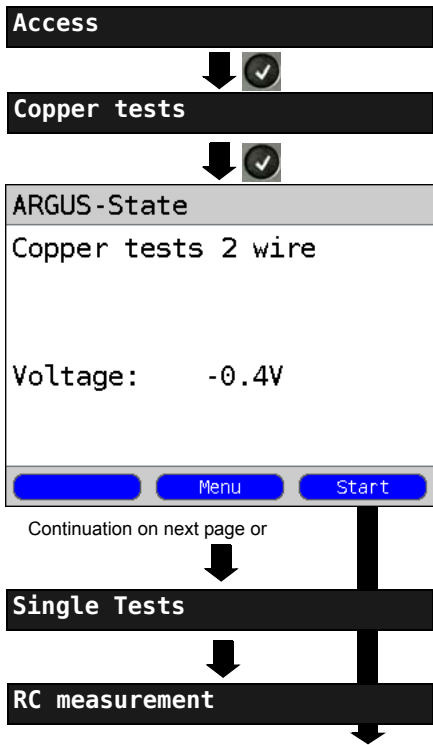 Access
Copper tests
ARGUS-State
Copper tests 2 wire
Voltage: -0.4V
Menu Start
Continuation on next page or
Single Tests
RC measurement